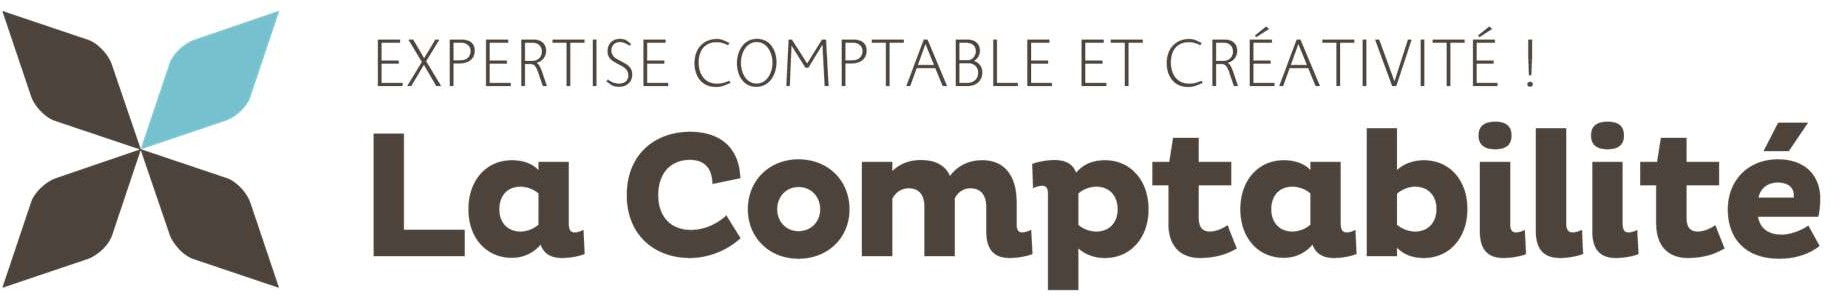 EXPERTISE COMPTABLE ET CRÉATIVITÉ !
La Comptabilité